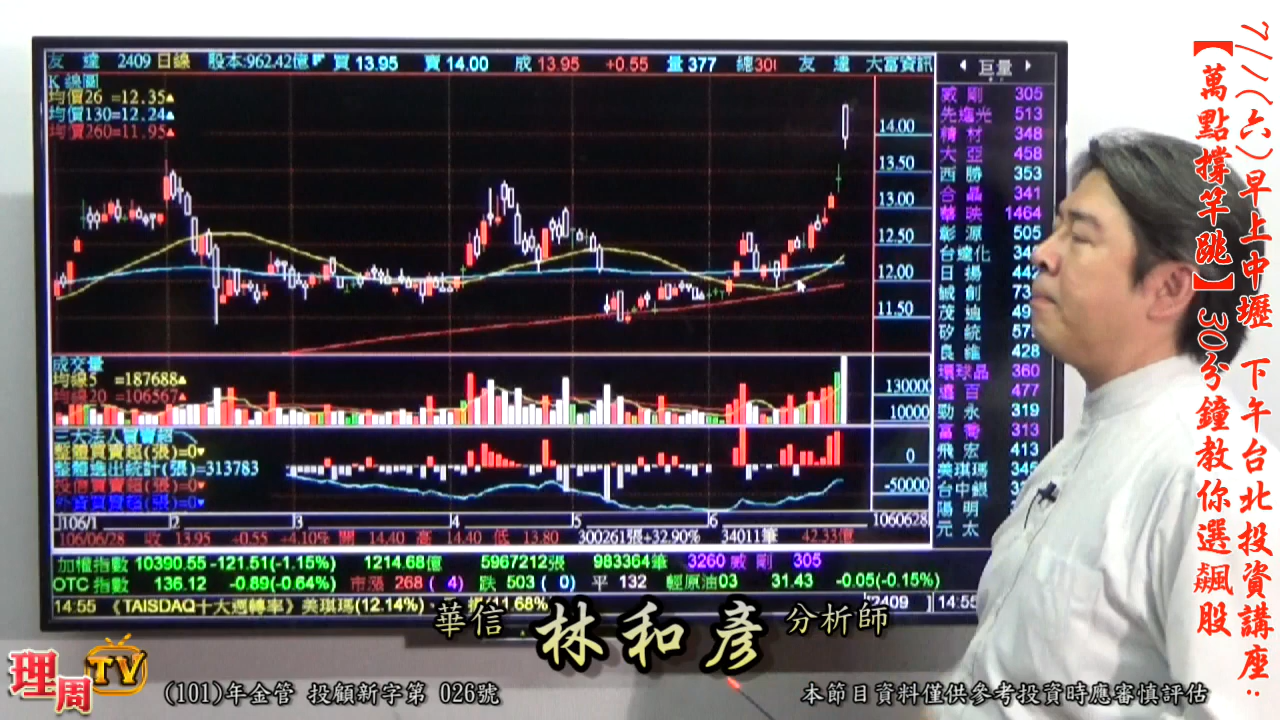 友 達 2409 日線 股本:962.42億 買 13.95 賣 14.00 成 13.95 +0.55 量 377 總30 友 達 大富資訊
K 線圖
均價26 =12.35▲
均價130=12.24▲
均價260=11.95▲
14.00
13.50
13.00
12.50
12.00
11.50
成交量
均線5 =187688▲
均線20 =106567▲
130000
10000
三大法人買賣超
整體買賣超(張)=0▼
整體進出統計(張)=313783
投信買賣超(張)=0▼
外資買賣超(張)=0▼
0
-50000
106/1 2 3 4 5 6 1060628
106/06/28 收 13.95 +0.55 +4.10% 開 14.40 高 14.40 低 13.80 300261張+32.90% 34011筆 42.33億
加權指數 10390.55 -121.51(-1.15%) 1214.68億 5967212張 983364筆 3260 威 剛 305
OTC 指數 136.12 -0.89(-0.64%) 市漲 268 ( 4) 跌 503 ( 0) 平 132 輕原油03 31.43 -0.05(-0.15%)
14:55 《TAISDAQ十大週轉率》美琪瑪(12.14%)、 1.68%) 2409 14:55
巨量
威 剛 305
先進光 513
精 材 348
大 亞 458
西 勝 353
合 晶 341
華 映 1464
彰 源 505
台端化
日 揚 442
誠 創 73
茂 迪 49
矽 統 57
良 維 428
環球晶 360
遠 百 477
勁 永 319
富 喬 313
飛 宏 413
美琪瑪 345
台中銀
陽 明
元 太
7/1(六)早上中壢 下午台北投資講座:
【萬點撐竿跳】30分鐘教你選飆股
華信 林和彥 分析師
理周TV
(101)年金管 投顧新字第 026號
本節目資料僅供參考投資時應審慎評估